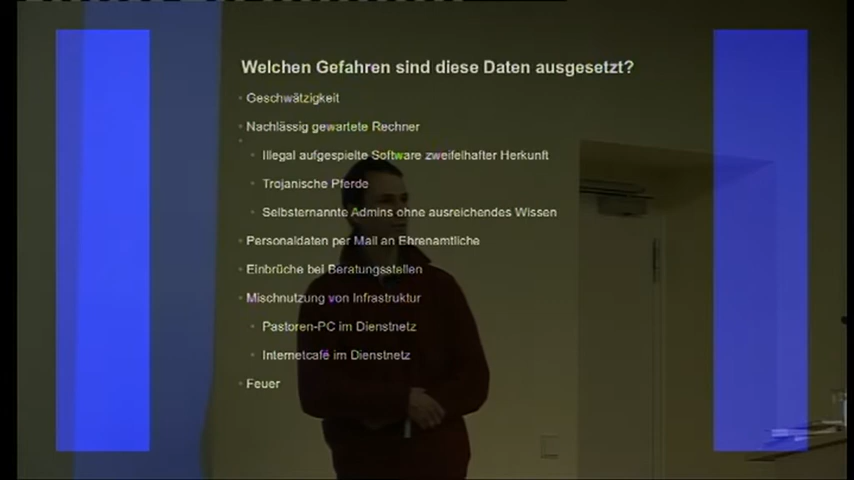 Welchen Gefahren sind diese Daten ausgesetzt?
Geschwätzigkeit
Nachlässig gewartete Rechner
Illegal aufgespielte Software zweifelhafter Herkunft
Trojanische Pferde
Selbsternannte Admins ohne ausreichendes Wissen
Personaldaten per Mail an Ehrenamtliche
Einbrüche bei Beratungsstellen
Mischnutzung von Infrastruktur
Pastoren-PC im Dienstnetz
Internetcafé im Dienstnetz
Feuer